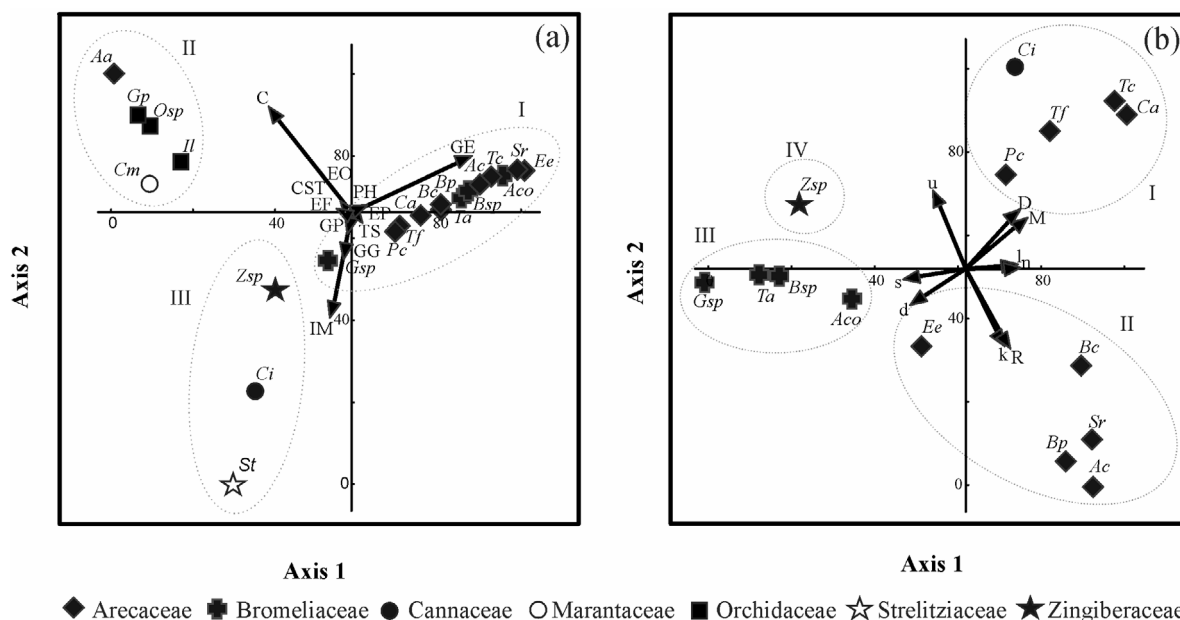 (a)
II
Aa
Gp
Osp
Il
Cm
C
I
GE
EO
CST
PH
80
Bc
Bp
Ac
Tc
Sr
Ee
Aco
Ca
Bsp
Ta
0
40
EF
GP
EP
80
TS
GG
Tf
Pc
Gsp
III
Zsp
IM
40
Ci
St
0
Axis 2
Axis 1
(b)
Ci
Tc
Ca
Tf
Pc
80
I
IV
Zsp
u
D
M
III
ln
s
d
40
80
Gsp
Ta
Bsp
Aco
40
Ee
k R
II
Bc
Sr
Bp
Ac
0
Axis 2
Axis 1
Arecaceae Bromeliaceae Cannaceae Marantaceae Orchidaceae Strelitziaceae Zingiberaceae